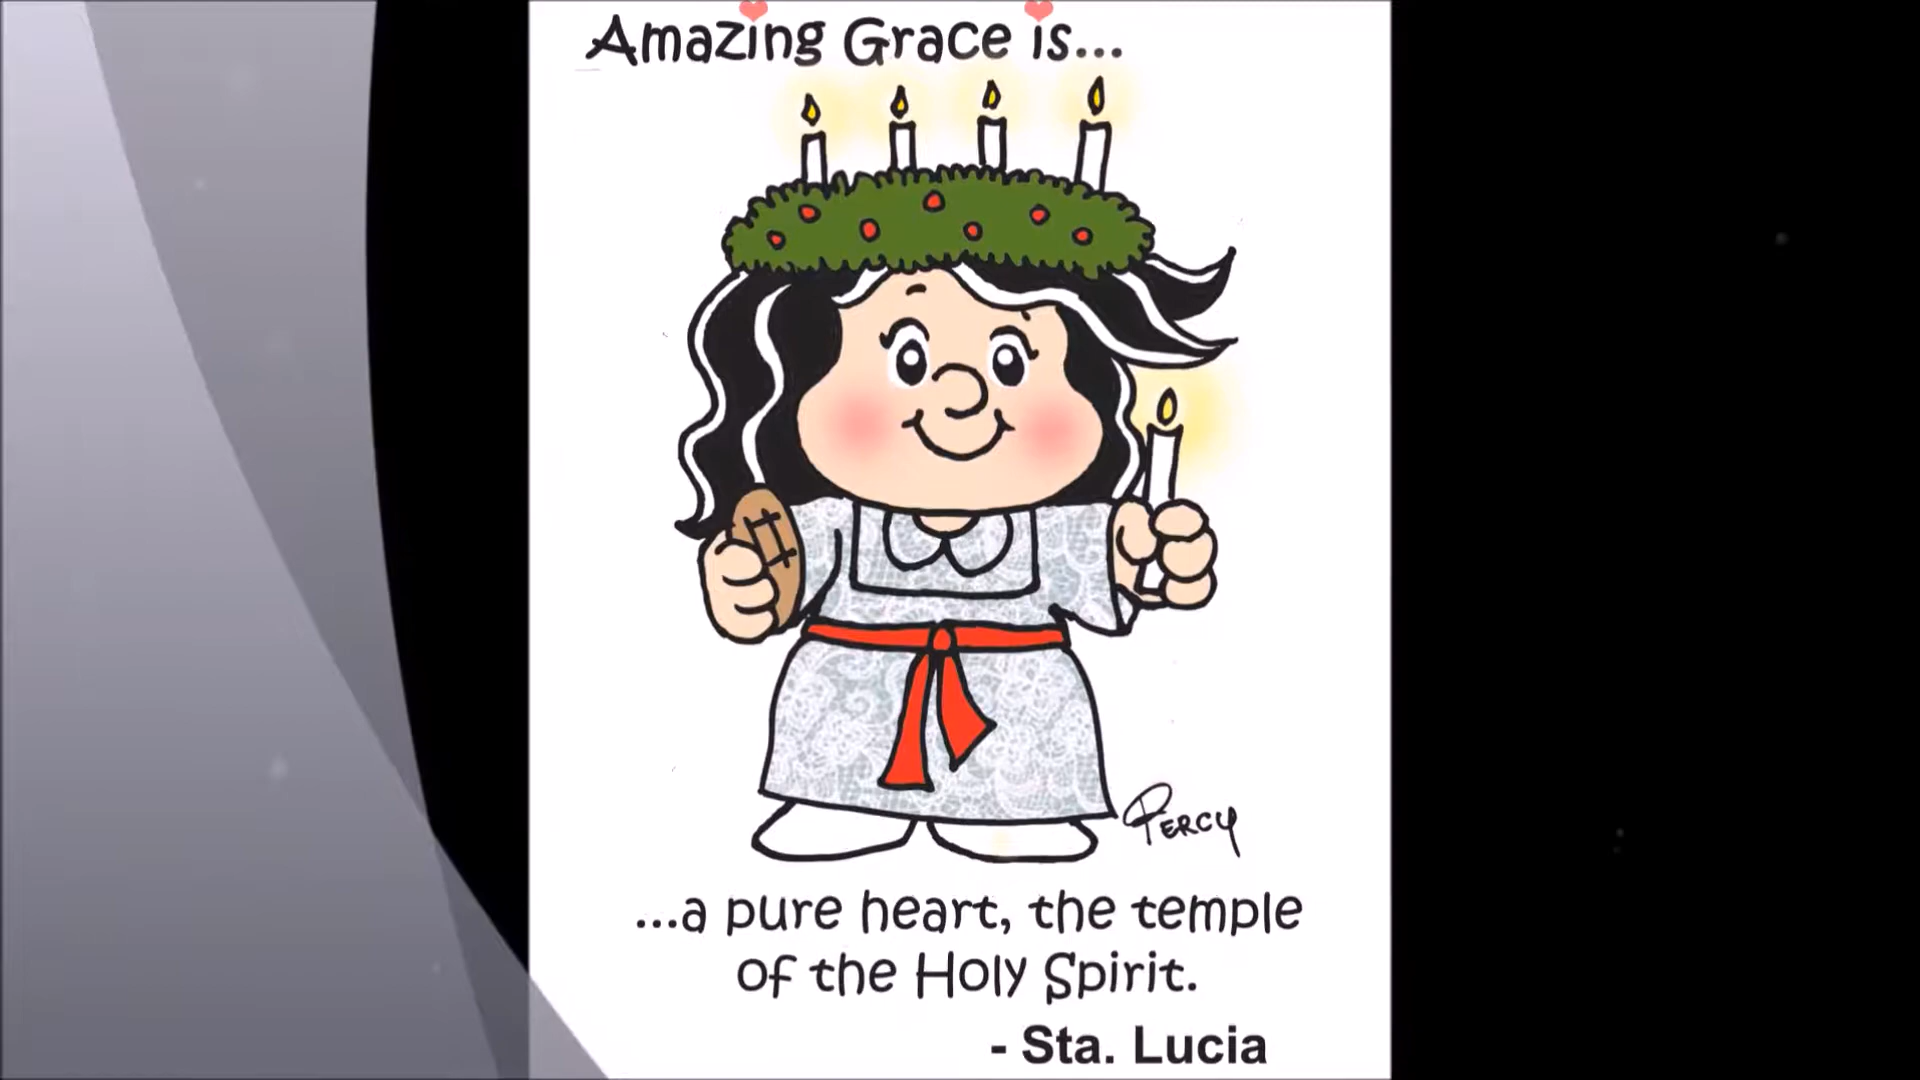 Amazing Grace is...
Percy
...a pure heart, the temple
of the Holy Spirit.
- Sta. Lucia